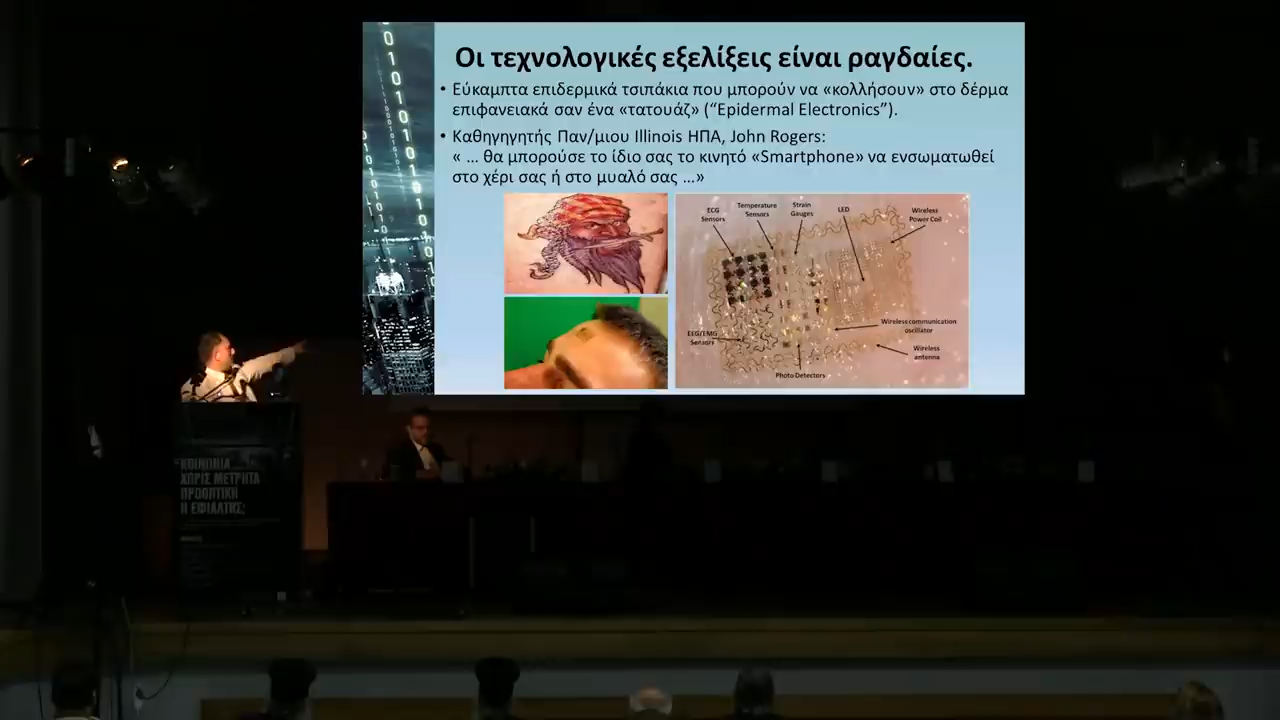 Οι τεχνολογικές εξελίξεις είναι ραγδαίες.
• Εύκαμπτα επιδερμικά τσιπάκια που μπορούν να «κολλήσουν» στο δέρμα
επιφανειακά σαν ένα «τατουάζ» (“Epidermal Electronics”).
• Καθηγηγητής Παν/μιου Illinois ΗΠΑ, John Rogers:
« ... θα μπορούσε το ίδιο σας το κινητό «Smartphone» να ενσωματωθεί
στο χέρι σας ή στο μυαλό σας ...»
ECG
Sensors
Temperature
Sensors
Strain
Gauges
LED
Wireless
Power Coil
EEG/EMG
Sensors
Wireless communication
oscillator
Wireless
antenna
Photo Detectors
ΚΟΙΝΩΝΙΑ
ΧΩΡΙΣ ΜΕΤΡΗΤΑ
ΠΡΟΟΠΤΙΚΗ
Η ΕΦΙΑΛΤΗΣ;